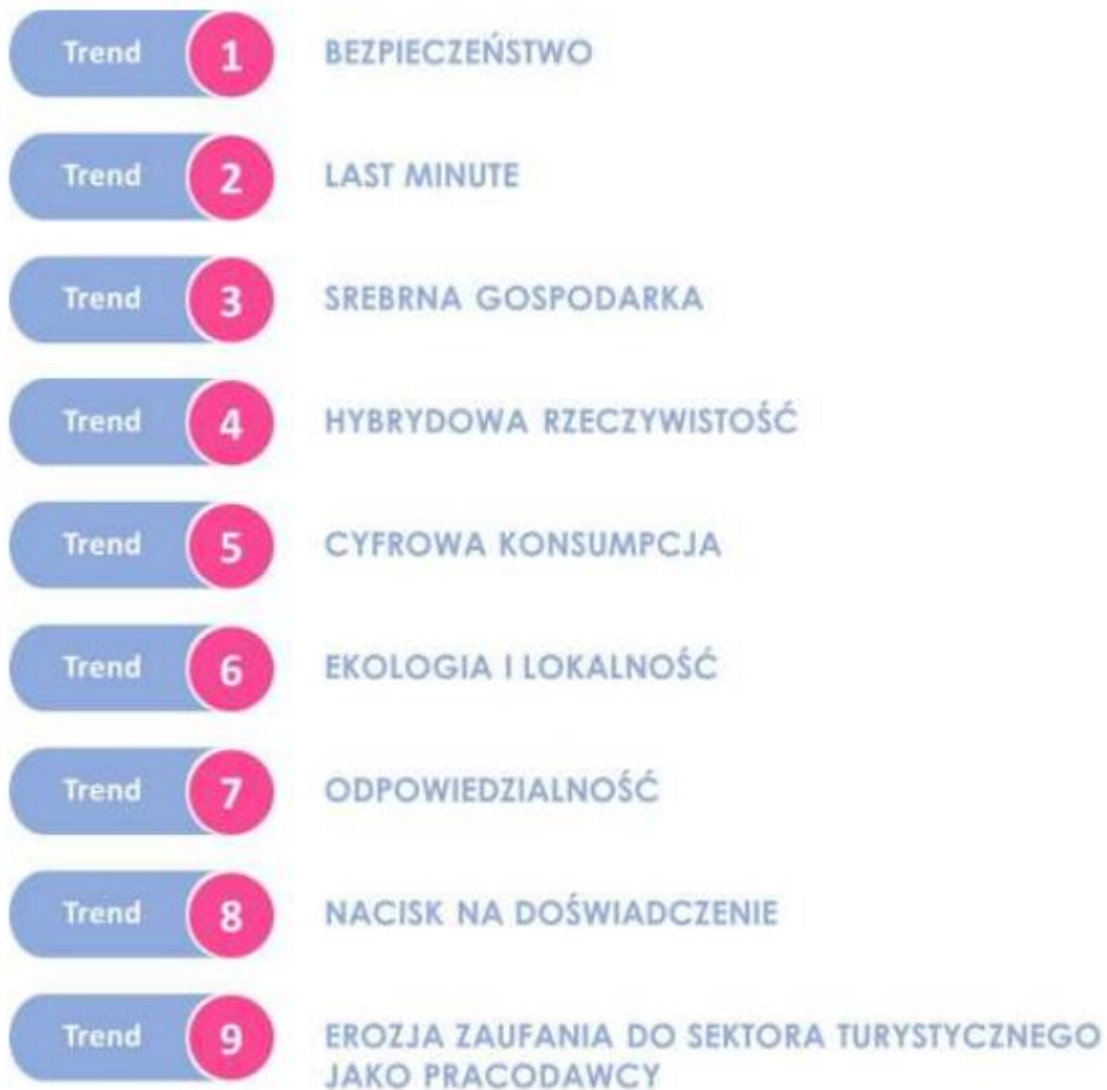 Trend 1 BEZPIECZEŃSTWO
Trend 2 LAST MINUTE
Trend 3 SREBRNA GOSPODARKA
Trend 4 HYBRYDOWA RZECZYWISTOŚĆ
Trend 5 CYFROWA KONSUMPCJA
Trend 6 EKOLOGIA I LOKALNOŚĆ
Trend 7 ODPOWIEDZIALNOŚĆ
Trend 8 NACISK NA DOŚWIADCZENIE
Trend 9 EROZJA ZAUFANIA DO SEKTORA TURYSTYCZNEGO
JAKO PRACODAWCY